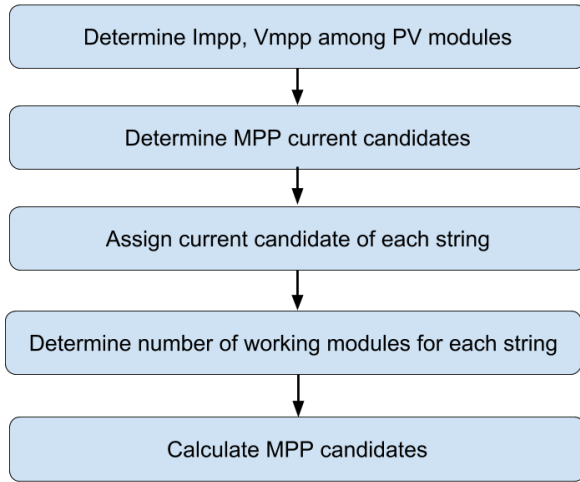 Determine Impp, Vmpp among PV modules
Determine MPP current candidates
Assign current candidate of each string
Determine number of working modules for each string
Calculate MPP candidates